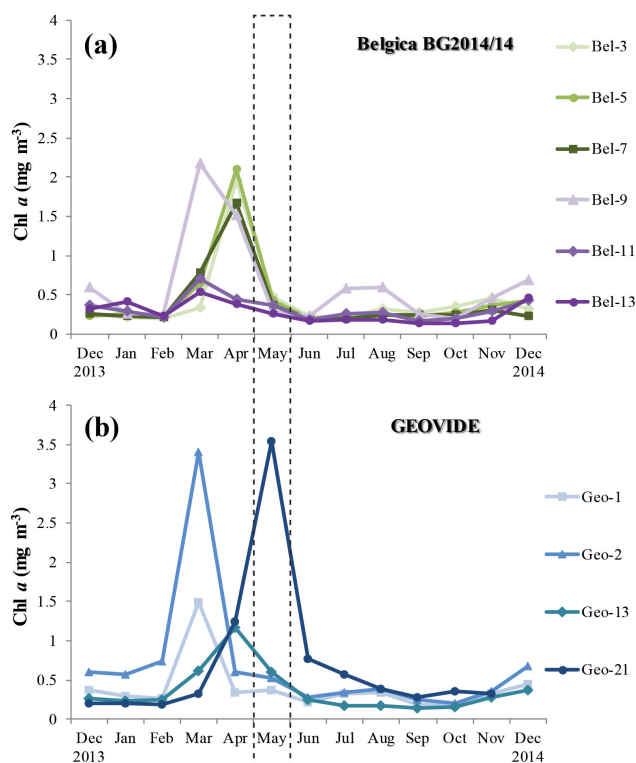 (a)
Belgica BG2014/14
Chl a (mg m-3)
4
3.5
3
2.5
2
1.5
1
0.5
0
Dec Jan Feb Mar Apr May Jun Jul Aug Sep Oct Nov Dec
2013 2014
Bel-3
Bel-5
Bel-7
Bel-9
Bel-11
Bel-13
(b)
GEOVIDE
Chl a (mg m-3)
4
3.5
3
2.5
2
1.5
1
0.5
0
Dec Jan Feb Mar Apr May Jun Jul Aug Sep Oct Nov Dec
2013 2014
Geo-1
Geo-2
Geo-13
Geo-21